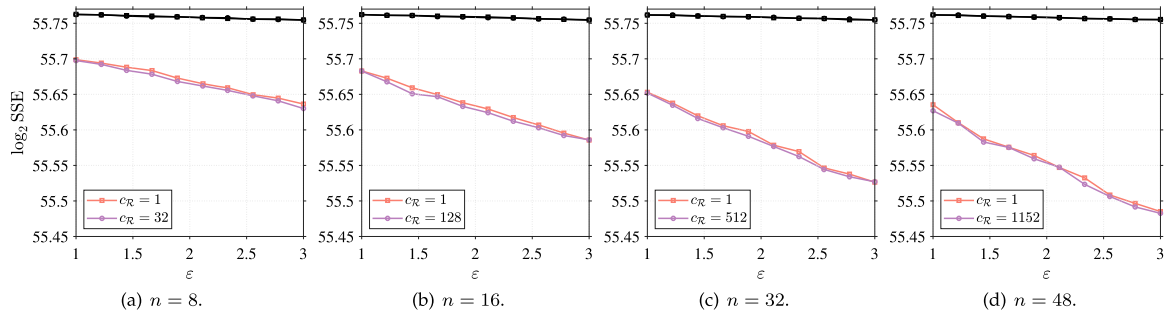 log₂ SSE
55.75
55.7
55.65
55.6
55.55
55.5
55.45
c_R = 1
c_R = 32
1 1.5 2 2.5 3
ε
(a) n = 8.
55.75
55.7
55.65
55.6
55.55
55.5
55.45
c_R = 1
c_R = 128
1 1.5 2 2.5 3
ε
(b) n = 16.
55.75
55.7
55.65
55.6
55.55
55.5
55.45
c_R = 1
c_R = 512
1 1.5 2 2.5 3
ε
(c) n = 32.
55.75
55.7
55.65
55.6
55.55
55.5
55.45
c_R = 1
c_R = 1152
1 1.5 2 2.5 3
ε
(d) n = 48.